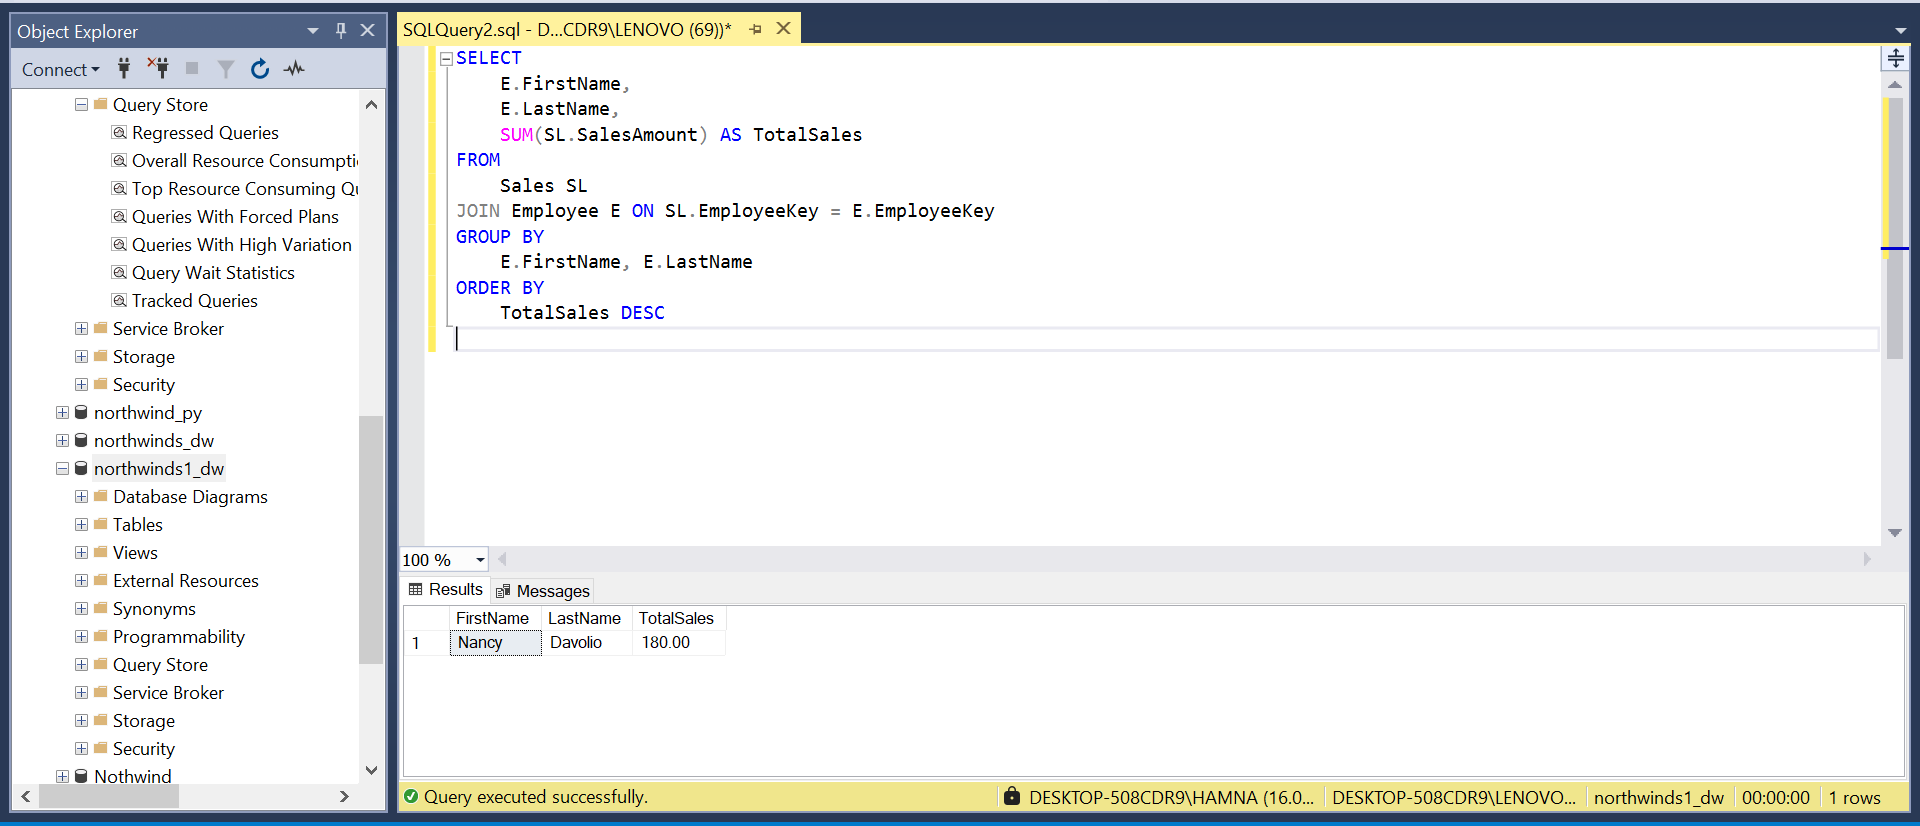 Object Explorer
Connect
Query Store
Regressed Queries
Overall Resource Consumpti
Top Resource Consuming Qu
Queries With Forced Plans
Queries With High Variation
Query Wait Statistics
Tracked Queries
Service Broker
Storage
Security
northwind_py
northwinds_dw
northwinds1_dw
Database Diagrams
Tables
Views
External Resources
Synonyms
Programmability
Query Store
Service Broker
Storage
Security
Nothwind
SQLQuery2.sql - D...CDR9\LENOVO (69))*
SELECT
E.FirstName,
E.LastName,
SUM(SL.SalesAmount) AS TotalSales
FROM
Sales SL
JOIN Employee E ON SL.EmployeeKey = E.EmployeeKey
GROUP BY
E.FirstName, E.LastName
ORDER BY
TotalSales DESC
100 %
Results Messages
FirstName LastName TotalSales
1 Nancy Davolio 180.00
Query executed successfully. DESKTOP-508CDR9\HAMNA (16.0... DESKTOP-508CDR9\LENOVO... northwinds1_dw 00:00:00 1 rows